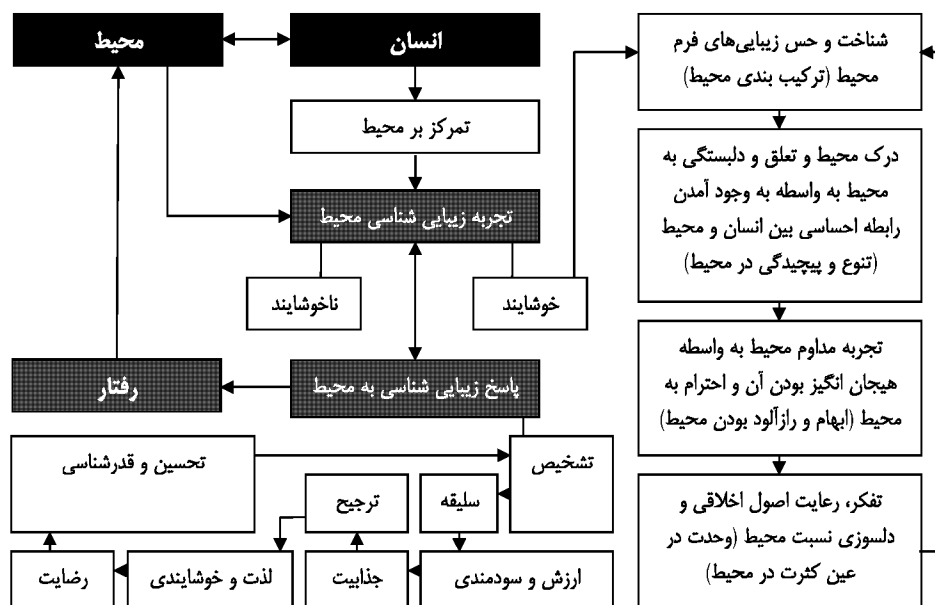 محیط
انسان
تمرکز بر محیط
تجربه زیبایی شناسی محیط
ناخوشایند
خوشایند
پاسخ زیبایی شناسی به محیط
رفتار
تحسین و قدرشناسی
تشخیص
سلیقه
ترجیح
ارزش و سودمندی
جذابیت
لذت و خوشایندی
رضایت
شناخت و حس زیبایی‌های فرم
محیط (ترکیب بندی محیط)
درک محیط و تعلق و دلبستگی به
محیط به واسطه به وجود آمدن
رابطه احساسی بین انسان و محیط
(تنوع و پیچیدگی در محیط)
تجربه مداوم محیط به واسطه
هیجان انگیز بودن آن و احترام به
محیط (ابهام و رازآلود بودن محیط)
تفکر، رعایت اصول اخلاقی و
دلسوزی نسبت محیط (وحدت در
عین کثرت در محیط)